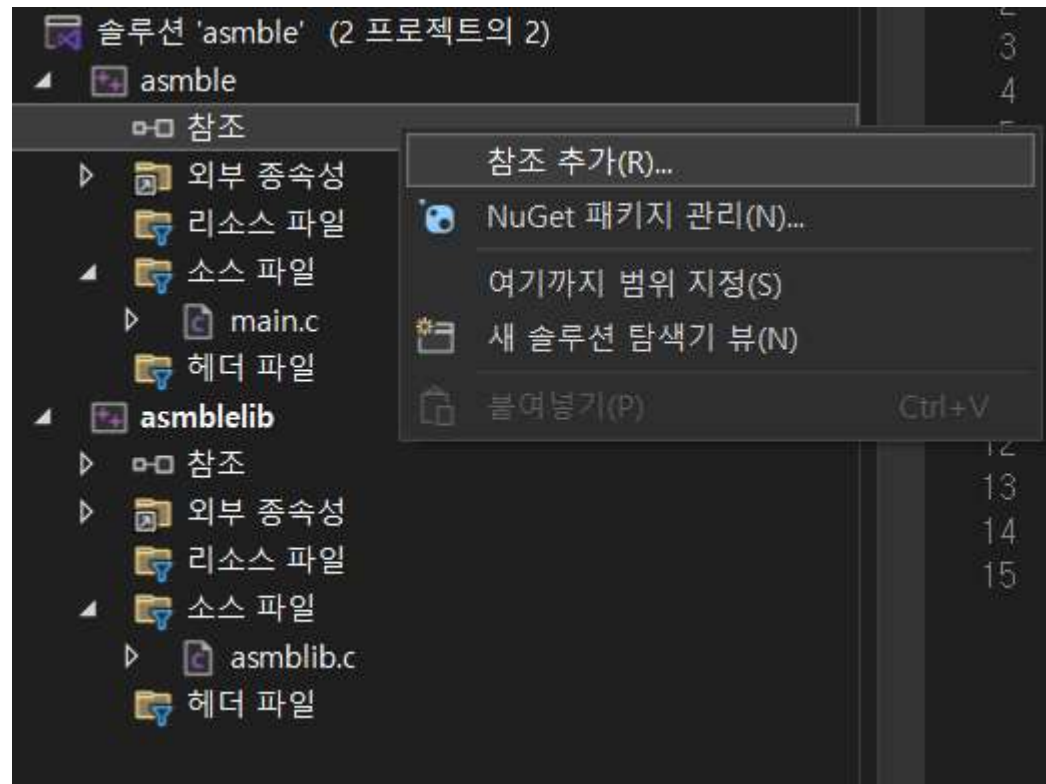 솔루션 'asmble' (2 프로젝트의 2)
asmble
참조
외부 종속성
리소스 파일
소스 파일
main.c
헤더 파일
asmblelib
참조
외부 종속성
리소스 파일
소스 파일
asmblib.c
헤더 파일
참조 추가(R)...
NuGet 패키지 관리(N)...
여기까지 범위 지정(S)
새 솔루션 탐색기 뷰(N)
붙여넣기(P) Ctrl+V
3
4
12
13
14
15